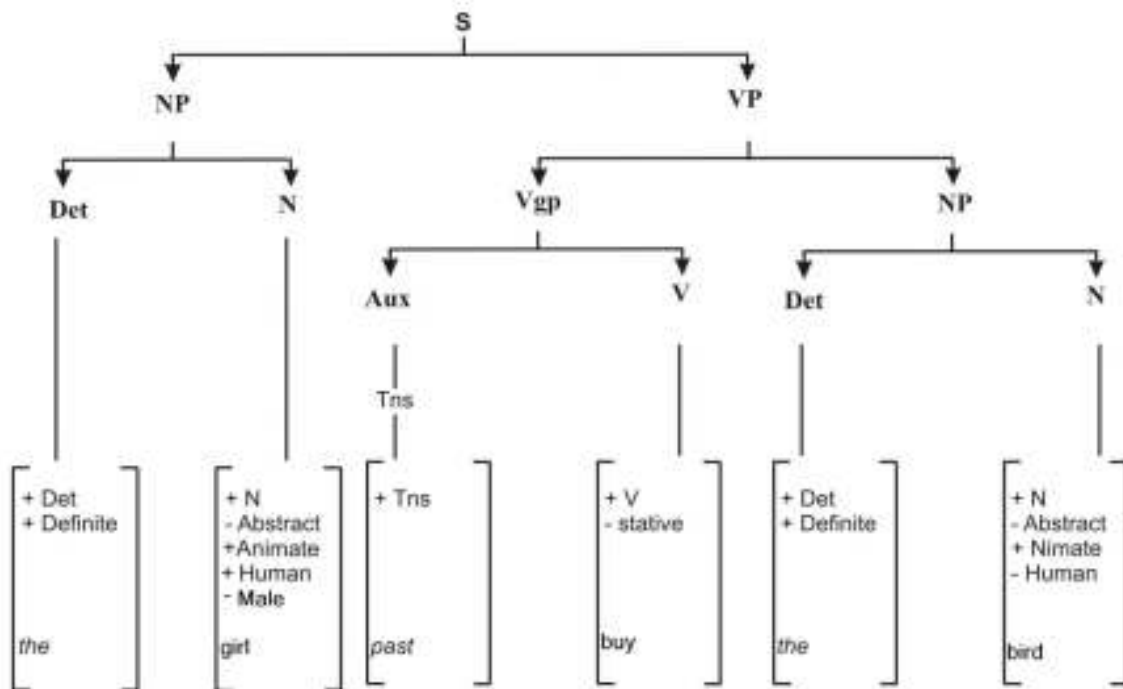 S
NP VP
Det N Vgp NP
Aux V Det N
Tns
+ Det
+ Definite
the
+ N
- Abstract
+Animate
+ Human
- Male
girl
+ Tns
past
+ V
- stative
buy
+ Det
+ Definite
the
+ N
- Abstract
+ Nimate
- Human
bird